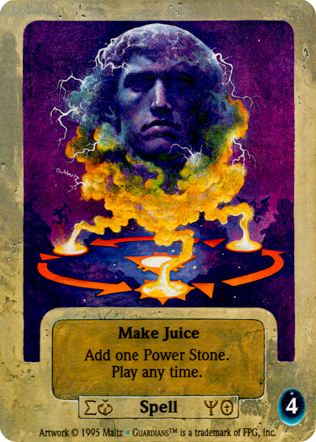 Make Juice
Add one Power Stone.
Play any time.
Spell
4
Artwork © 1995 Maitz • GUARDIANS™ is a trademark of FPG, Inc.